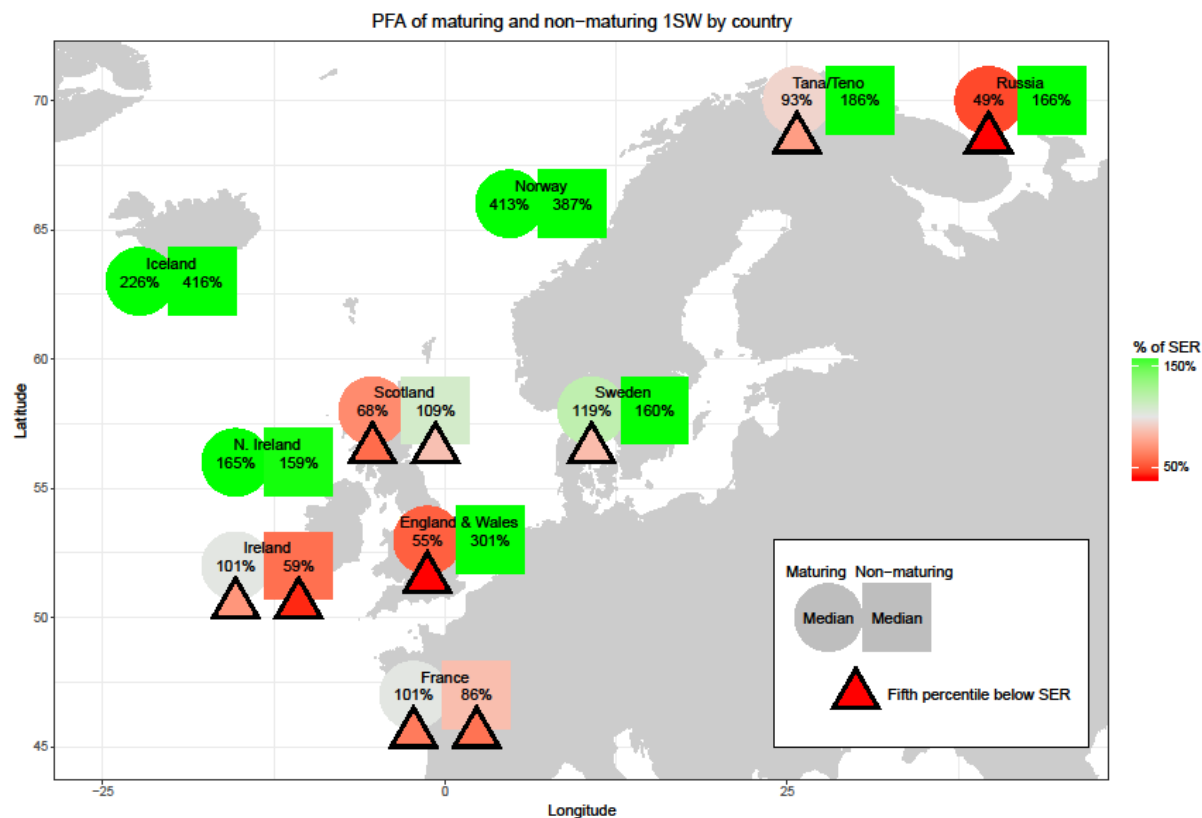 PFA of maturing and non−maturing 1SW by country
70
65
60
55
50
45
Latitude
−25
0
25
Longitude
Tana/Teno
93% 186%
Russia
49% 166%
Norway
413% 387%
Iceland
226% 416%
Scotland
68% 109%
Sweden
119% 160%
N. Ireland
165% 159%
England & Wales
55% 301%
Ireland
101% 59%
France
101% 86%
% of SER
150%
50%
Maturing Non−maturing
Median Median
Fifth percentile below SER